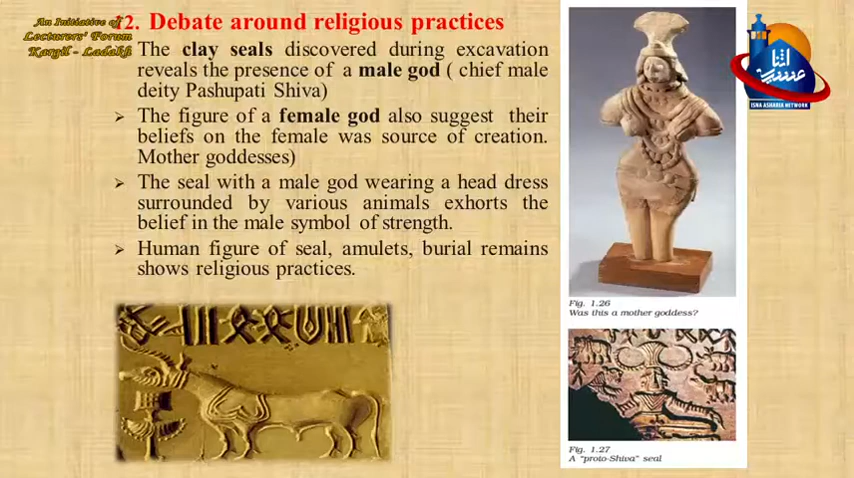 An Initiative of
Lecturers' Forum
Kargil - Ladakh
12. Debate around religious practices
The clay seals discovered during excavation
reveals the presence of a male god ( chief male
deity Pashupati Shiva)
➢ The figure of a female god also suggest their
beliefs on the female was source of creation.
Mother goddesses)
➢ The seal with a male god wearing a head dress
surrounded by various animals exhorts the
belief in the male symbol of strength.
➢ Human figure of seal, amulets, burial remains
shows religious practices.
Fig. 1.26
Was this a mother goddess?
Fig. 1.27
A "proto-Shiva" seal
اثنا
عشریہ
ISNA ASHARIA NETWORK